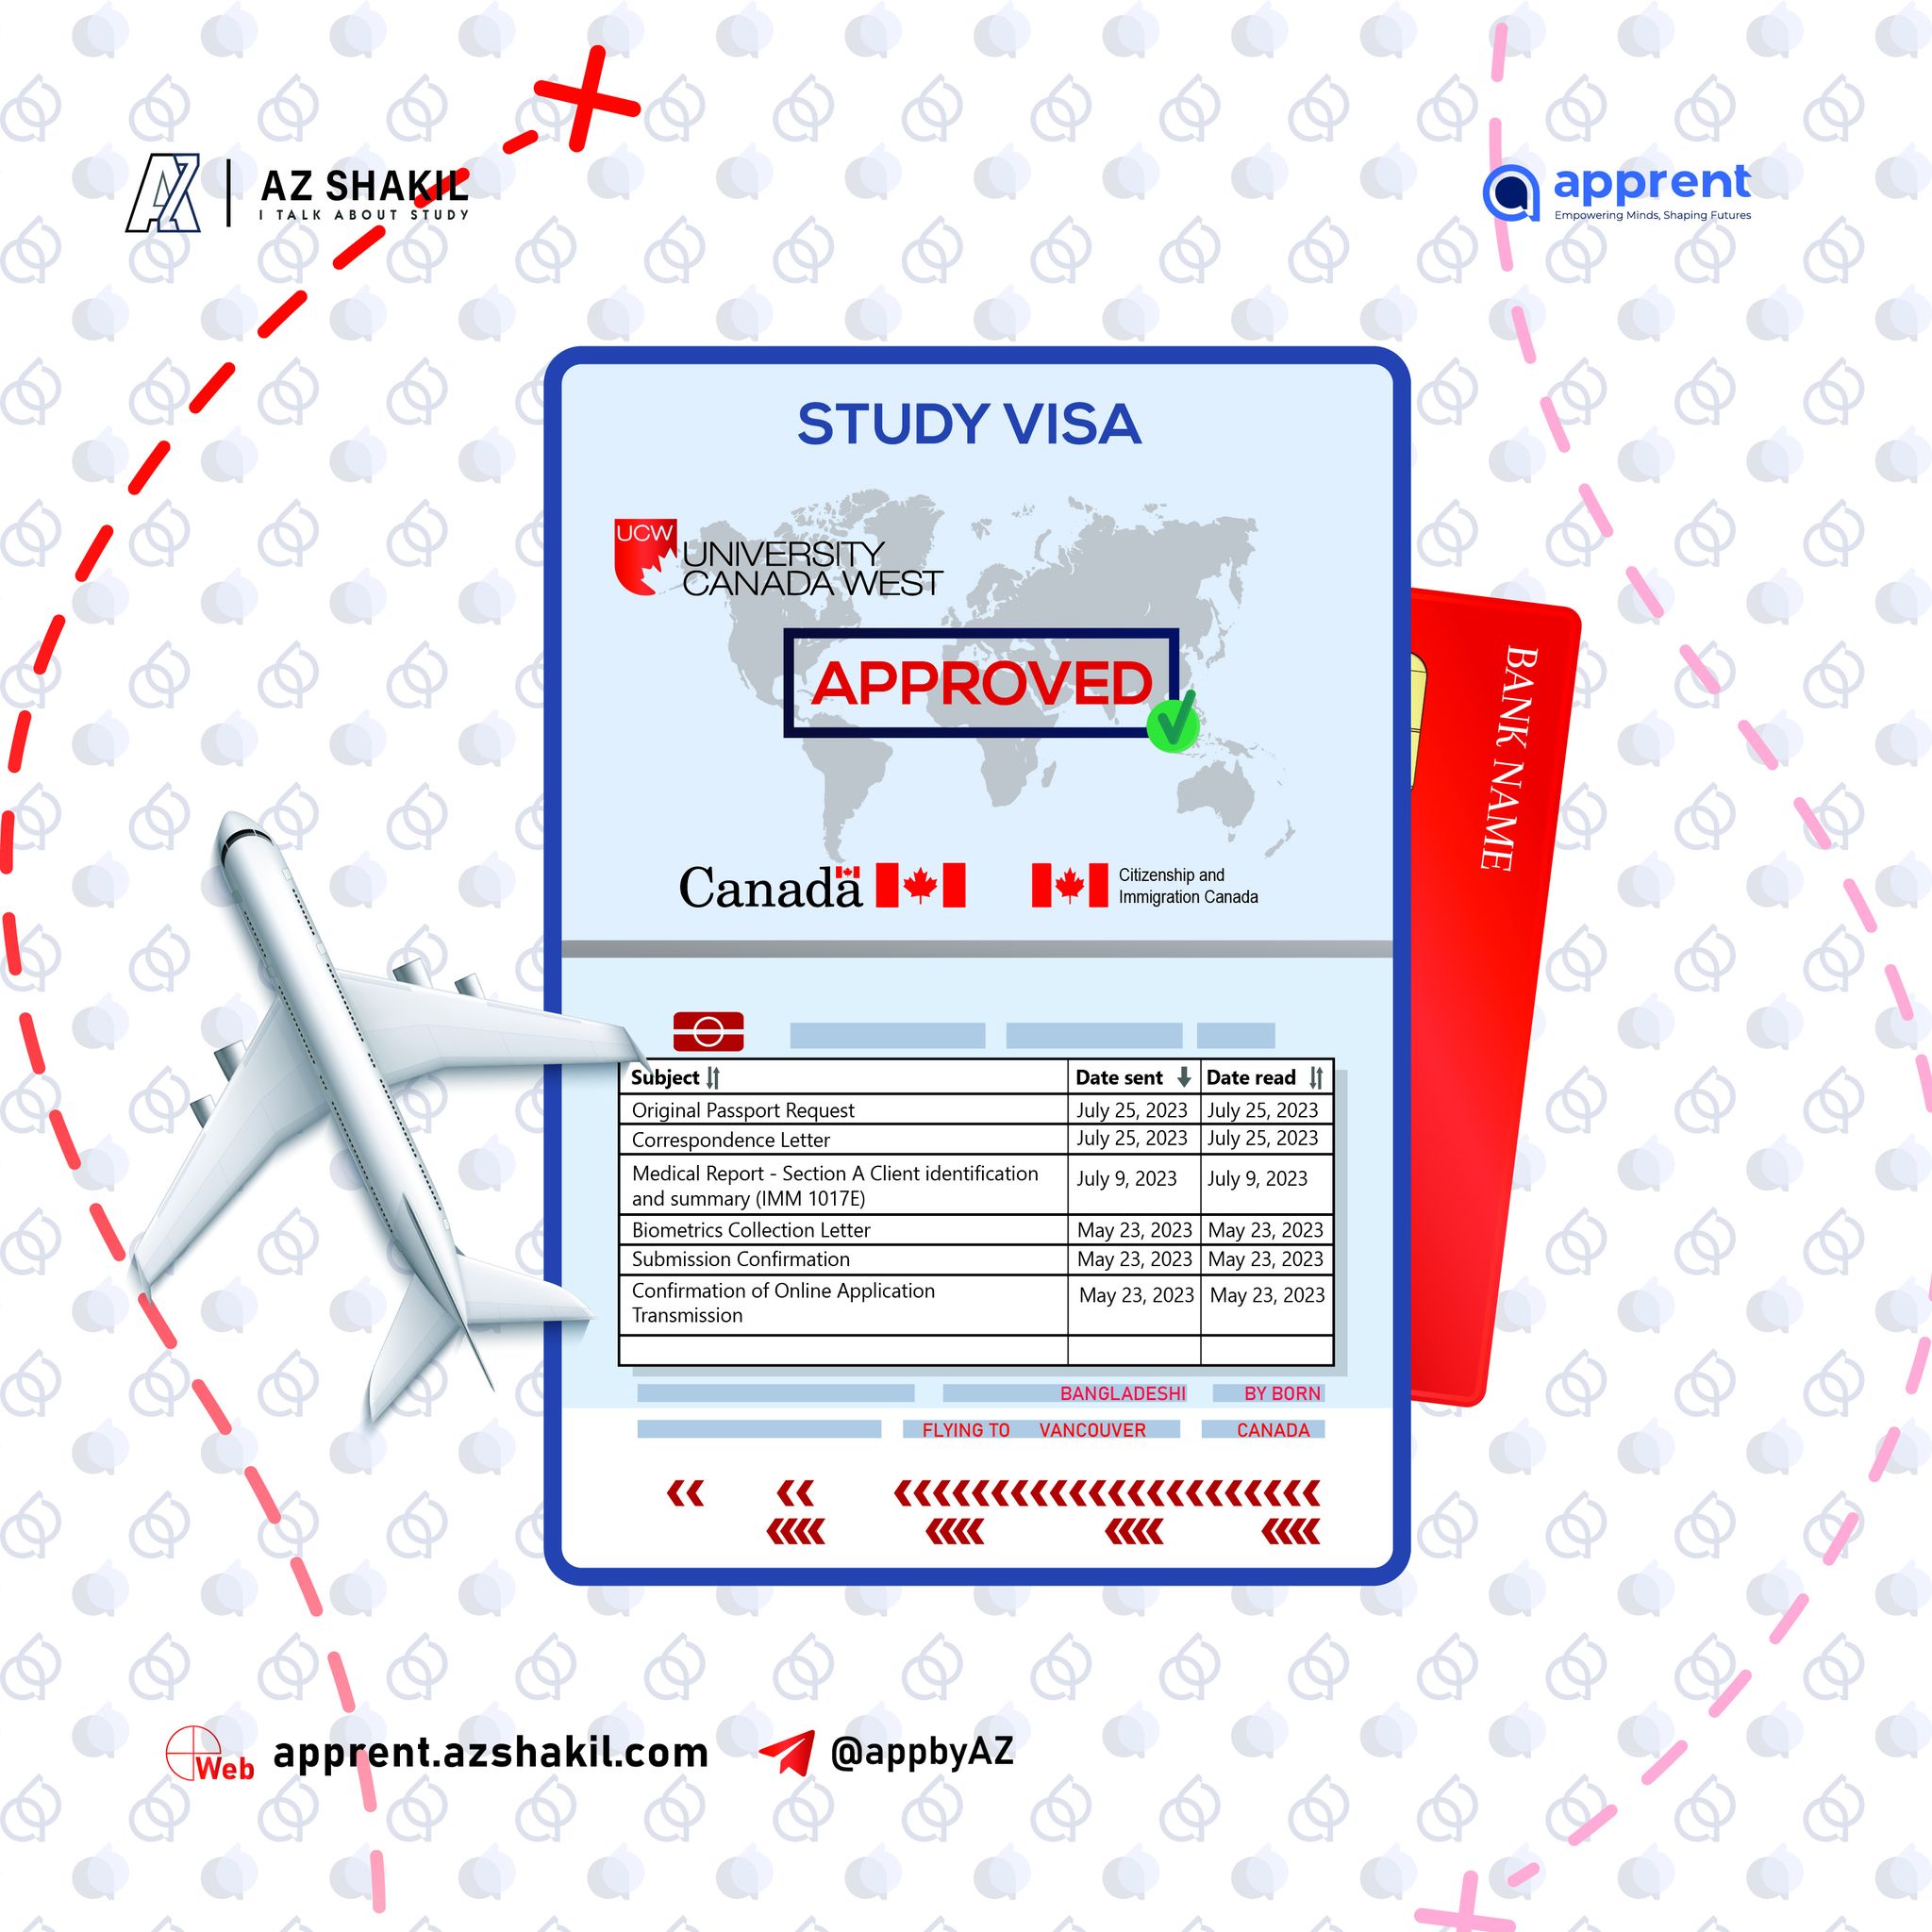 AZ SHAKIL
I TALK ABOUT STUDY
apprent
Empowering Minds, Shaping Futures
STUDY VISA
UCW
UNIVERSITY
CANADA WEST
APPROVED
BANK NAME
Canada
Citizenship and
Immigration Canada
Subject Date sent Date read
Original Passport Request July 25, 2023 July 25, 2023
Correspondence Letter July 25, 2023 July 25, 2023
Medical Report - Section A Client identification
and summary (IMM 1017E) July 9, 2023 July 9, 2023
Biometrics Collection Letter May 23, 2023 May 23, 2023
Submission Confirmation May 23, 2023 May 23, 2023
Confirmation of Online Application
Transmission May 23, 2023 May 23, 2023
BANGLADESHI BY BORN
FLYING TO VANCOUVER CANADA
Web apprent.azshakil.com @appbyAZ